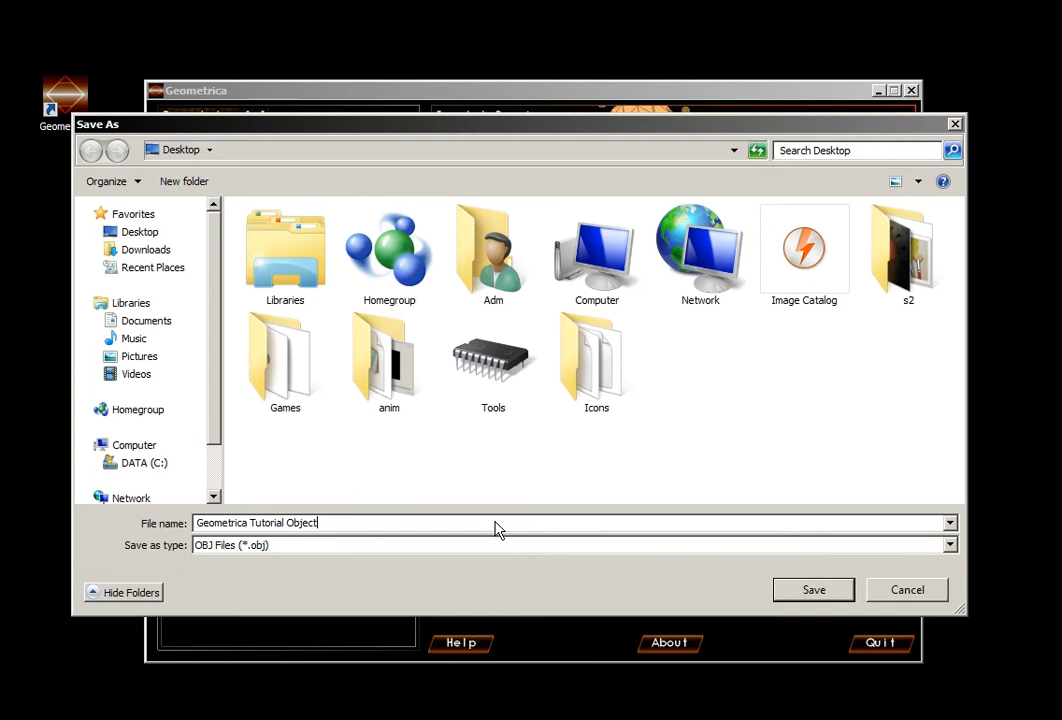 Geometrica
Geome
Save As
Desktop
Search Desktop
Organize
New folder
Favorites
Desktop
Downloads
Recent Places
Libraries
Documents
Music
Pictures
Videos
Homegroup
Computer
DATA (C:)
Network
Libraries
Homegroup
Adm
Computer
Network
Image Catalog
s2
Games
anim
Tools
Icons
File name: Geometrica Tutorial Object
Save as type: OBJ Files (*.obj)
Hide Folders
Save
Cancel
Help
About
Quit